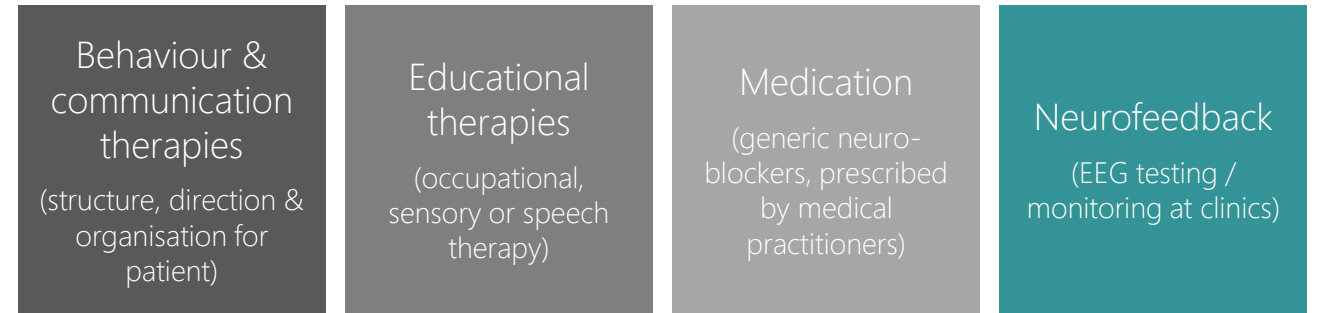 Behaviour &
communication
therapies
(structure, direction &
organisation for
patient)
Educational
therapies
(occupational,
sensory or speech
therapy)
Medication
(generic neuro-
blockers, prescribed
by medical
practitioners)
Neurofeedback
(EEG testing /
monitoring at clinics)